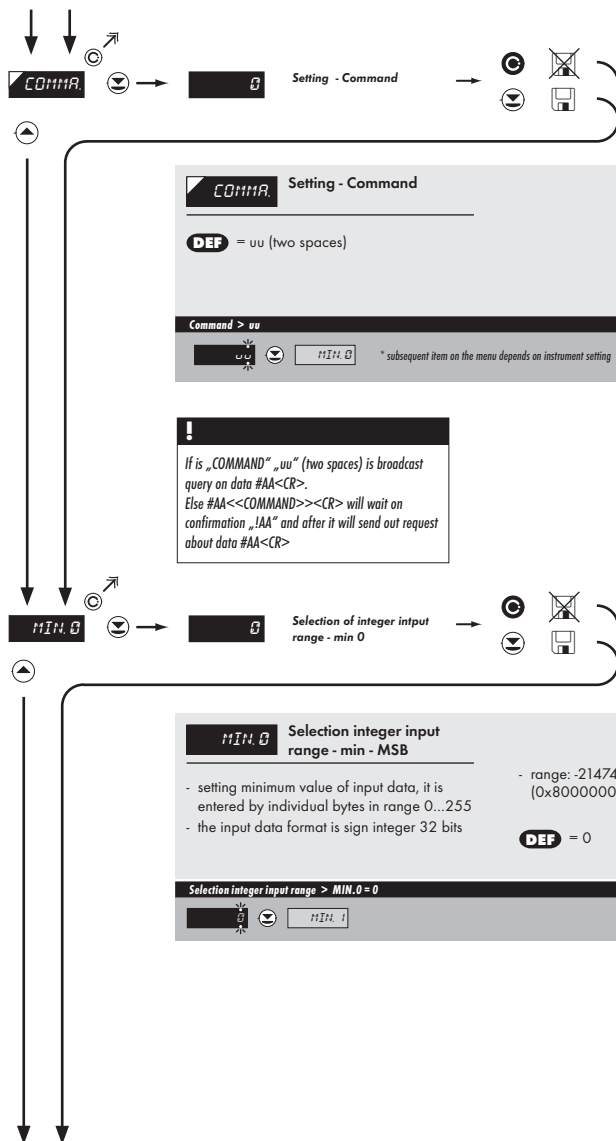 COMMA.
0
Setting - Command
COMMA.
Setting - Command
DEF = uu (two spaces)
Command > uu
uu
MIN. 0
* subsequent item on the menu depends on instrument setting
!
If is „COMMAND" „uu" (two spaces) is broadcast
query on data #AA<CR>.
Else #AA<<COMMAND>><CR> will wait on
confirmation „!AA" and after it will send out request
about data #AA<CR>
MIN. 0
0
Selection of integer intput
range - min 0
MIN. 0
Selection integer input
range - min - MSB
- setting minimum value of input data, it is
entered by individual bytes in range 0...255
- the input data format is sign integer 32 bits
- range: -21474
(0x8000000
DEF = 0
Selection integer input range > MIN.0 = 0
0
MIN. 1